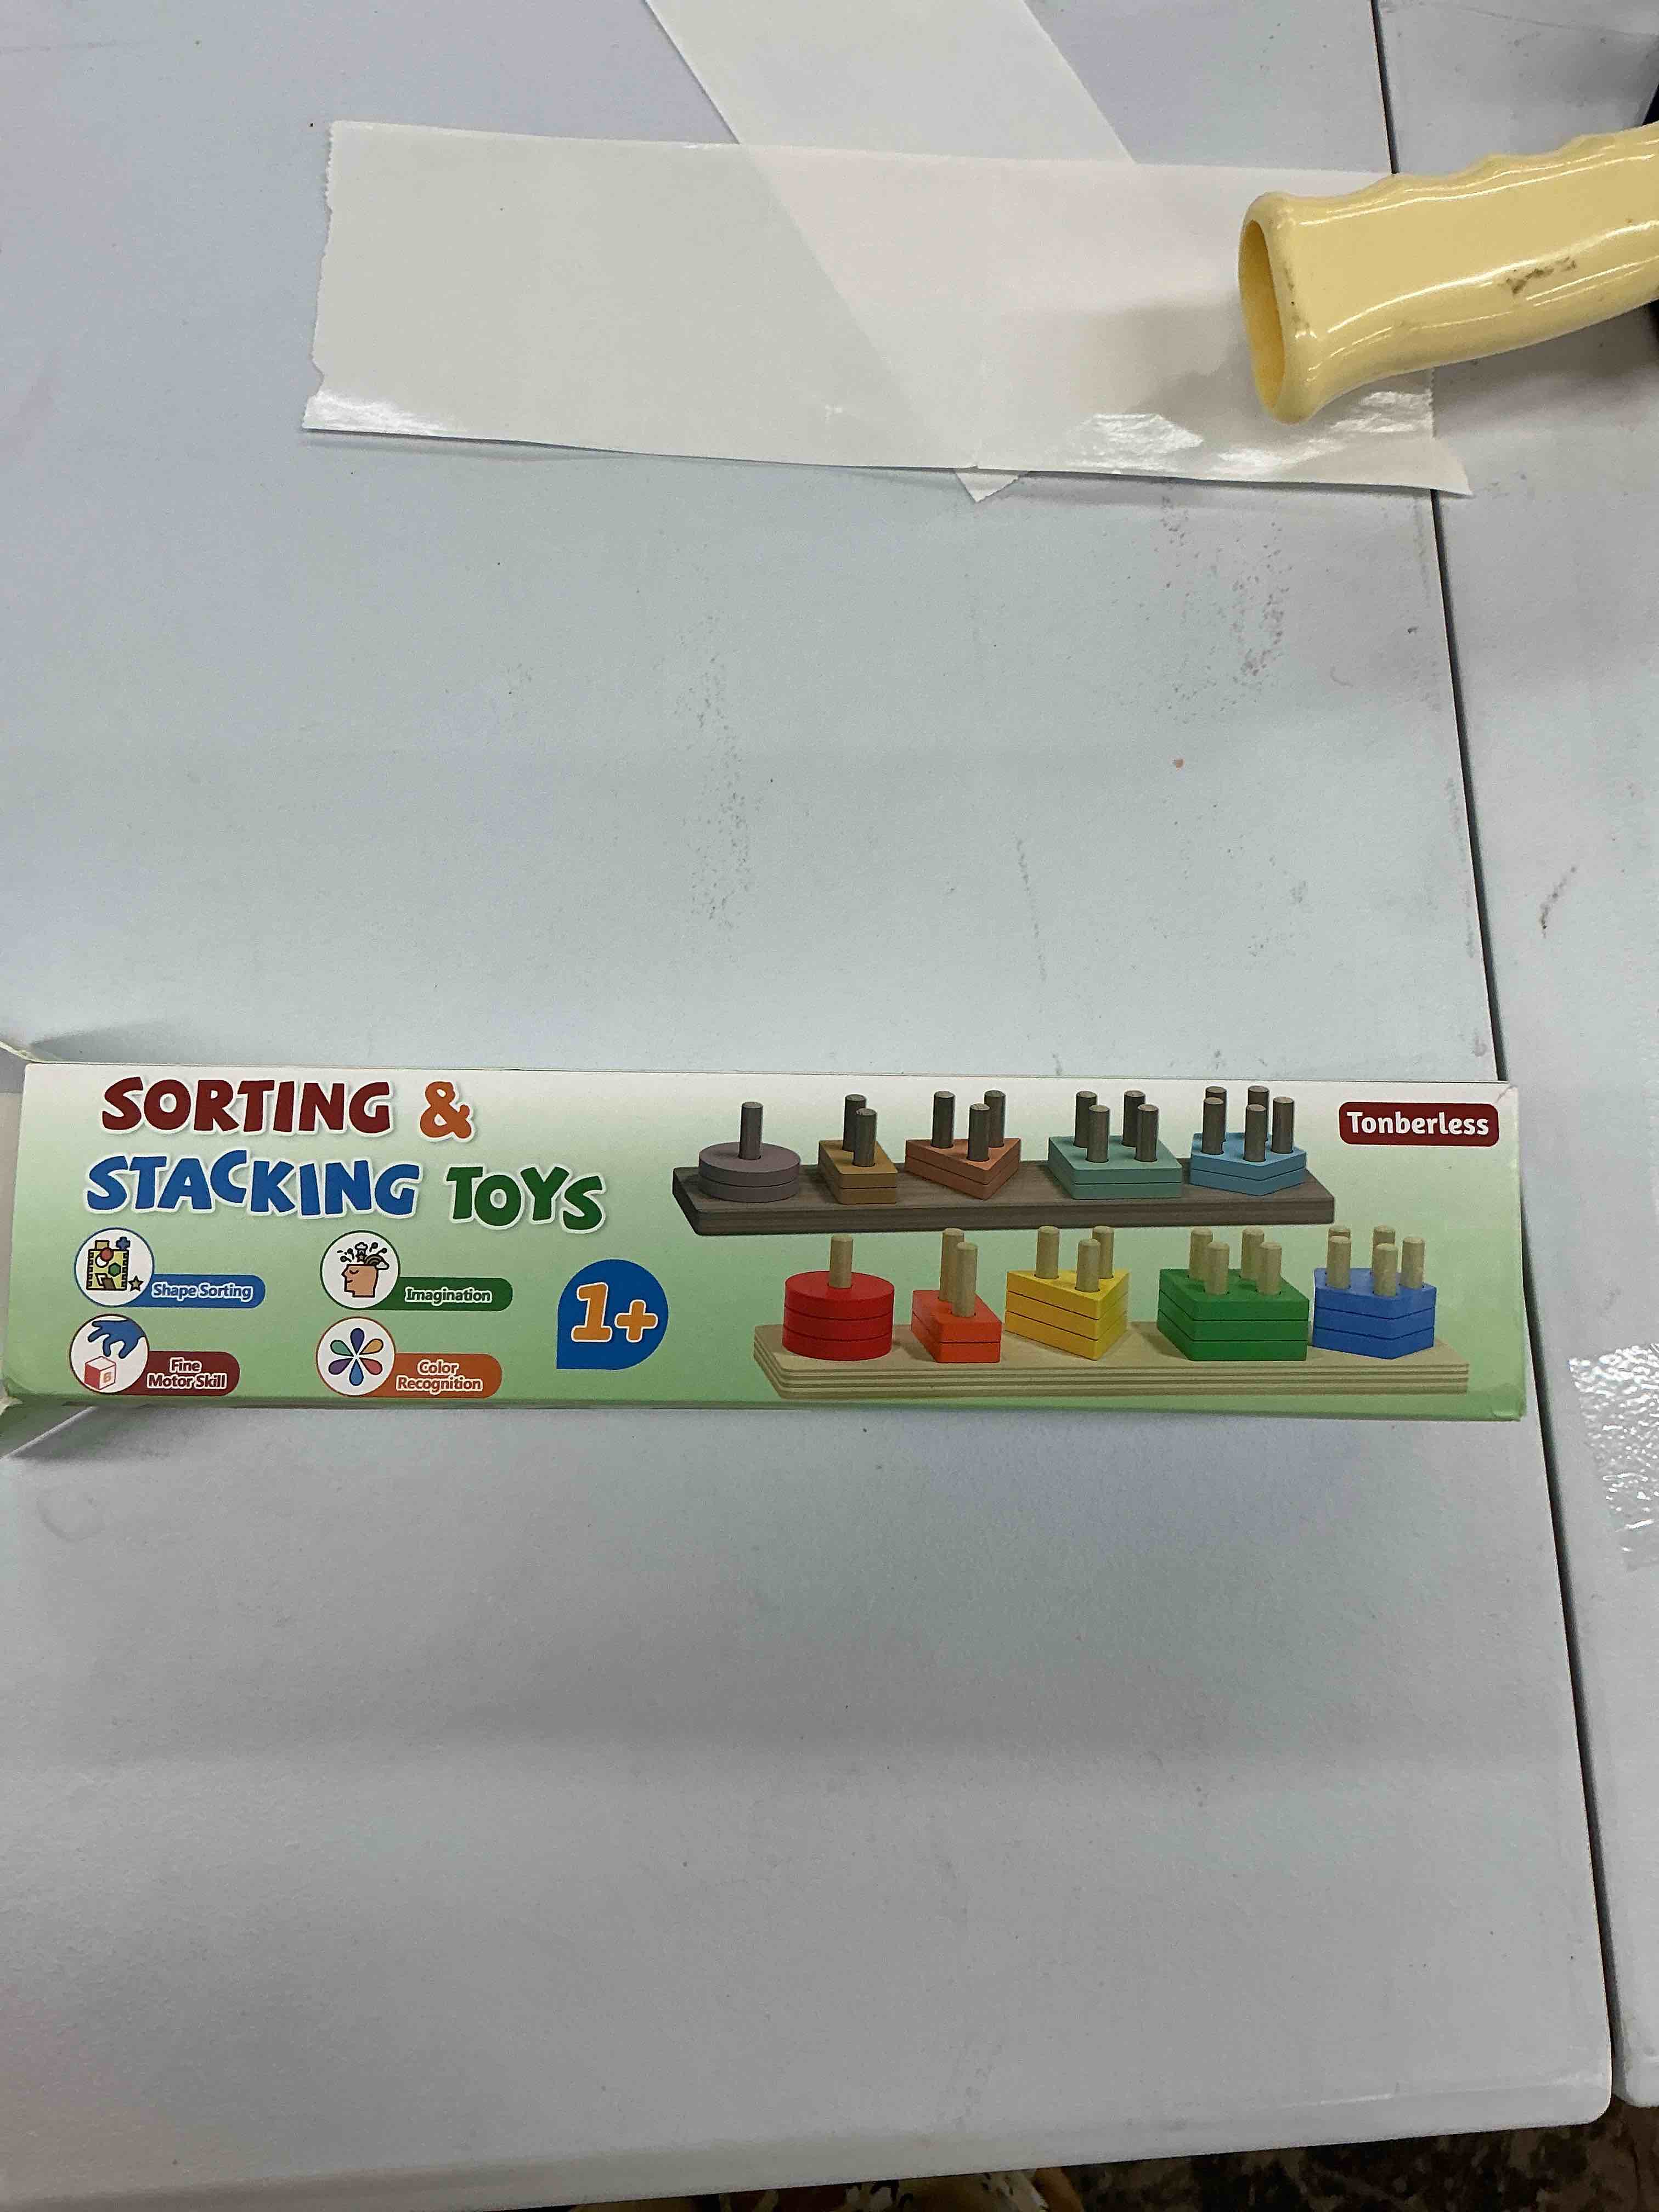 SORTING &
STACKING TOYS
Tonberless
Shape Sorting
Imagination
1+
Fine
Motor Skill
Color
Recognition